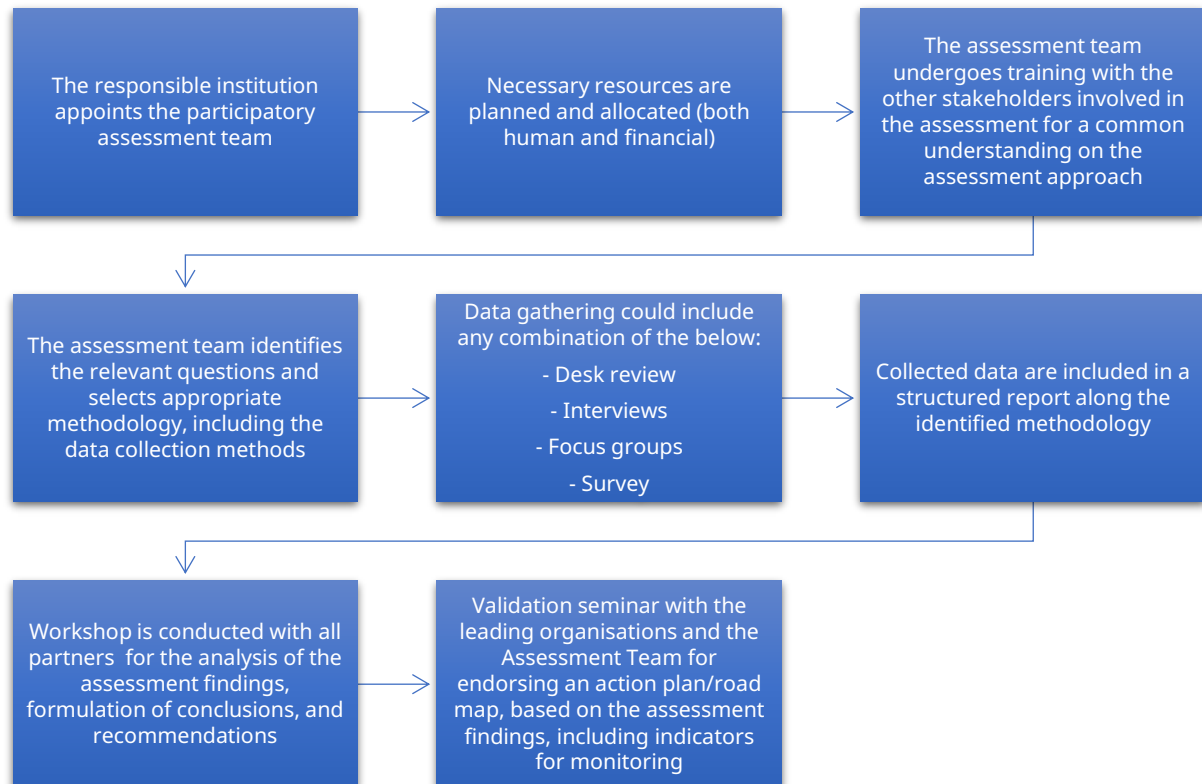 The responsible institution
appoints the participatory
assessment team
Necessary resources are
planned and allocated (both
human and financial)
The assessment team
undergoes training with the
other stakeholders involved in
the assessment for a common
understanding on the
assessment approach
The assessment team identifies
the relevant questions and
selects appropriate
methodology, including the
data collection methods
Data gathering could include
any combination of the below:
- Desk review
- Interviews
- Focus groups
- Survey
Collected data are included in a
structured report along the
identified methodology
Workshop is conducted with all
partners  for the analysis of the
assessment findings,
formulation of conclusions, and
recommendations
Validation seminar with the
leading organisations and the
Assessment Team for
endorsing an action plan/road
map, based on the assessment
findings, including indicators
for monitoring